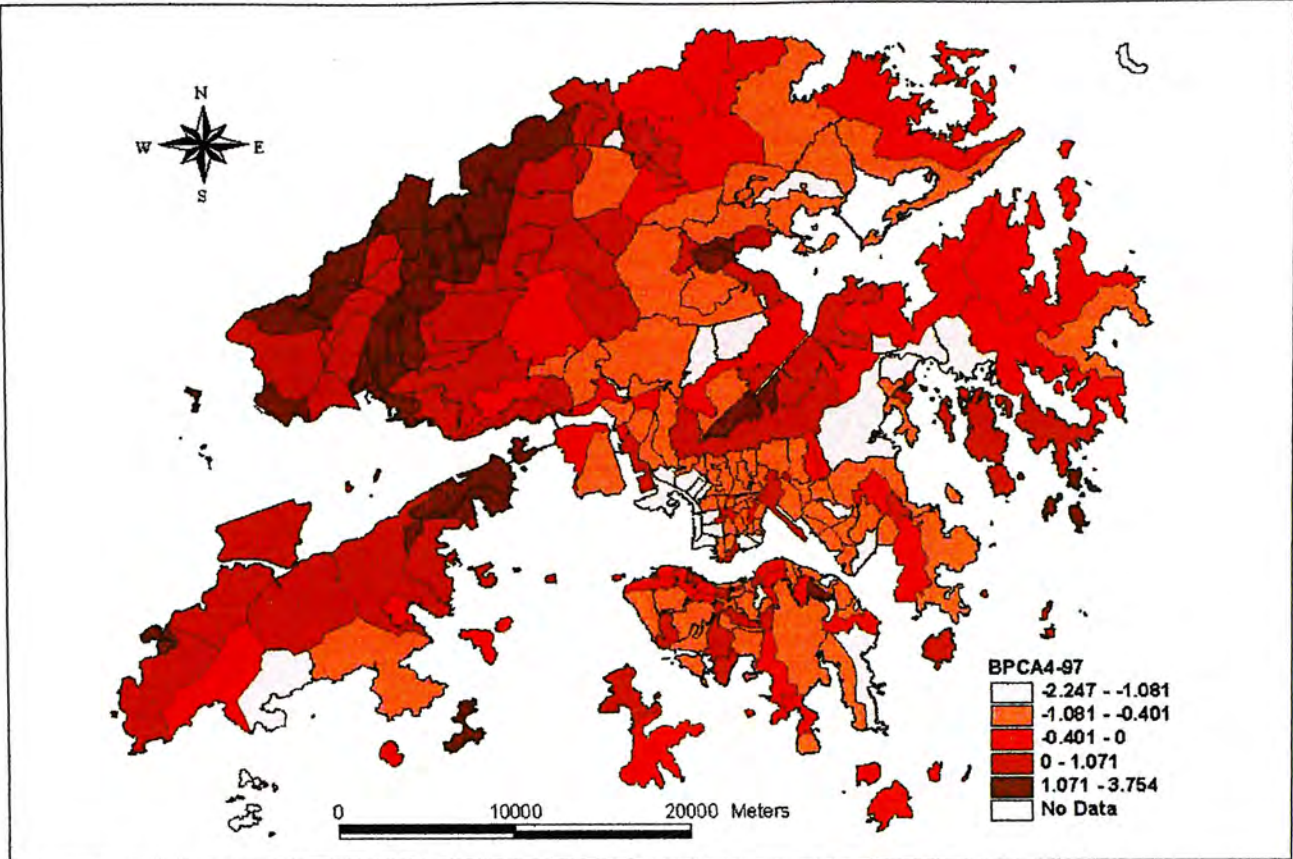 N
W E
S
BPCA4-97
-2.247 - -1.081
-1.081 - -0.401
-0.401 - 0
0 - 1.071
1.071 - 3.754
No Data
0 10000 20000 Meters